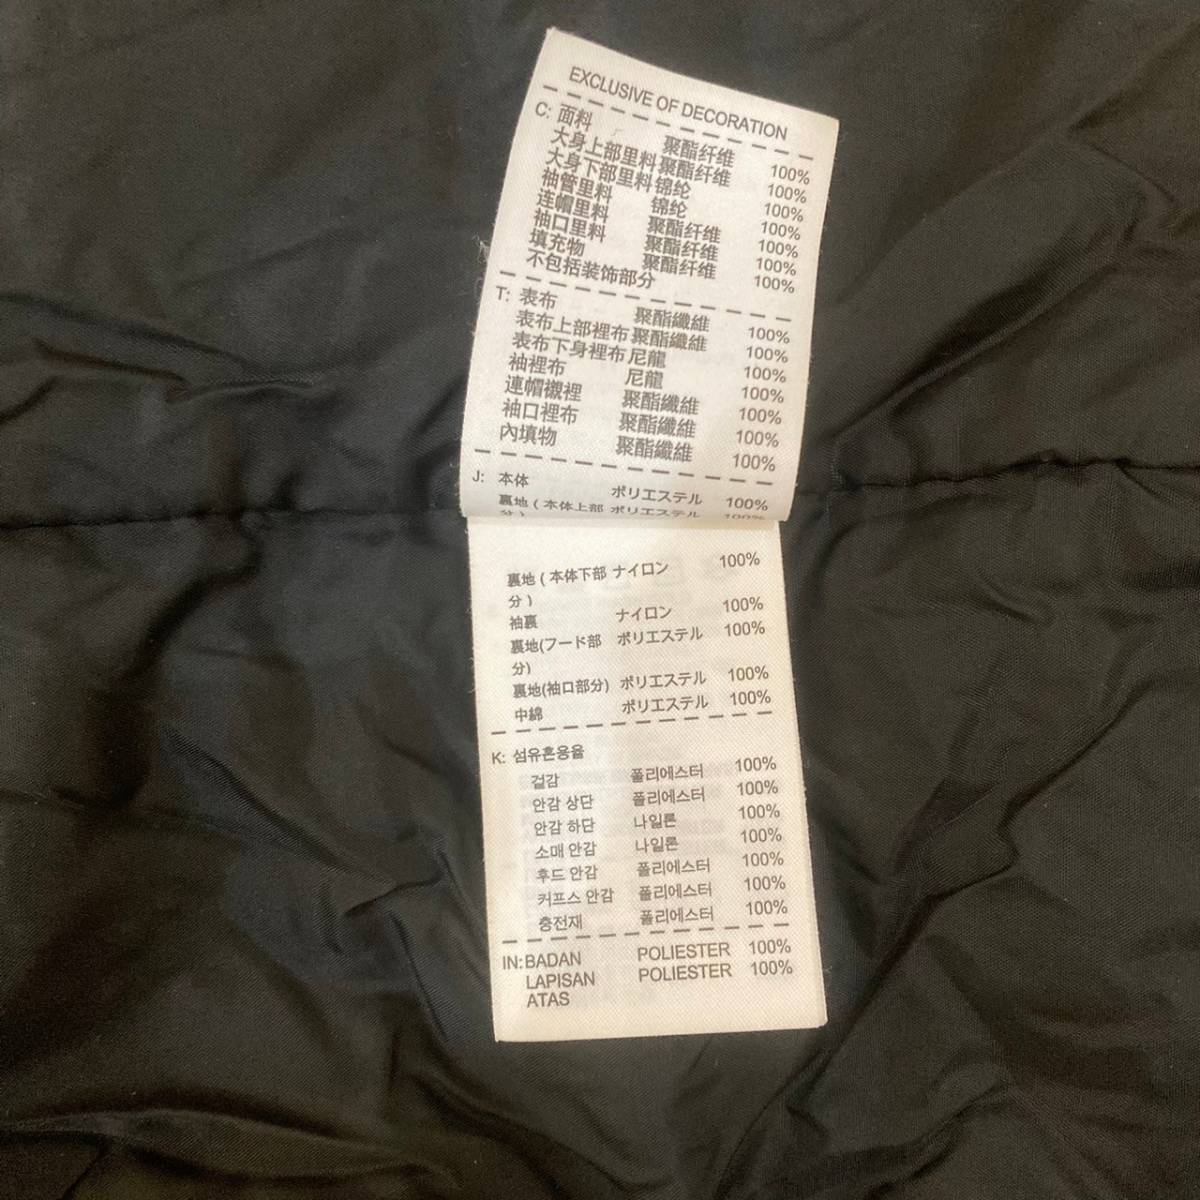 EXCLUSIVE OF DECORATION
C: 面料 聚酯纤维 100%
大身上部里料 聚酯纤维 100%
大身下部里料 锦纶 100%
袖管里料 锦纶 100%
连帽里料 聚酯纤维 100%
袖口里料 聚酯纤维 100%
填充物 聚酯纤维 100%
不包括装饰部分
T: 表布 聚酯纖維 100%
表布上部裡布 聚酯纖維 100%
表布下身裡布 尼龍 100%
袖裡布 尼龍 100%
連帽襯裡 聚酯纖維 100%
袖口裡布 聚酯纖維 100%
內填物 聚酯纖維 100%
J: 本体 ポリエステル 100%
裏地(本体上部 ポリエステル 100%
分)
裏地(本体下部 ナイロン 100%
分)
袖裏 ナイロン 100%
裏地(フード部 ポリエステル 100%
分)
裏地(袖口部分) ポリエステル 100%
中綿 ポリエステル 100%
K: 섬유혼용율
겉감 폴리에스터 100%
안감 상단 폴리에스터 100%
안감 하단 나일론 100%
소매 안감 나일론 100%
후드 안감 폴리에스터 100%
커프스 안감 폴리에스터 100%
충전재 폴리에스터 100%
IN: BADAN POLIESTER 100%
LAPISAN POLIESTER 100%
ATAS